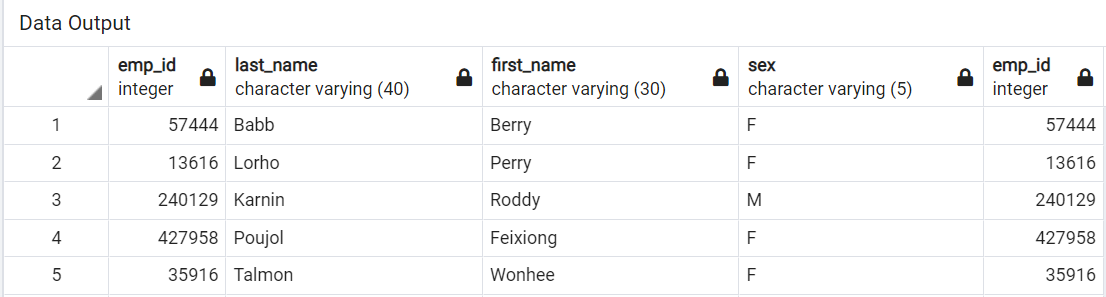 Data Output
emp_id last_name first_name sex emp_id
integer character varying (40) character varying (30) character varying (5) integer
1 57444 Babb Berry F 57444
2 13616 Lorho Perry F 13616
3 240129 Karnin Roddy M 240129
4 427958 Poujol Feixiong F 427958
5 35916 Talmon Wonhee F 35916